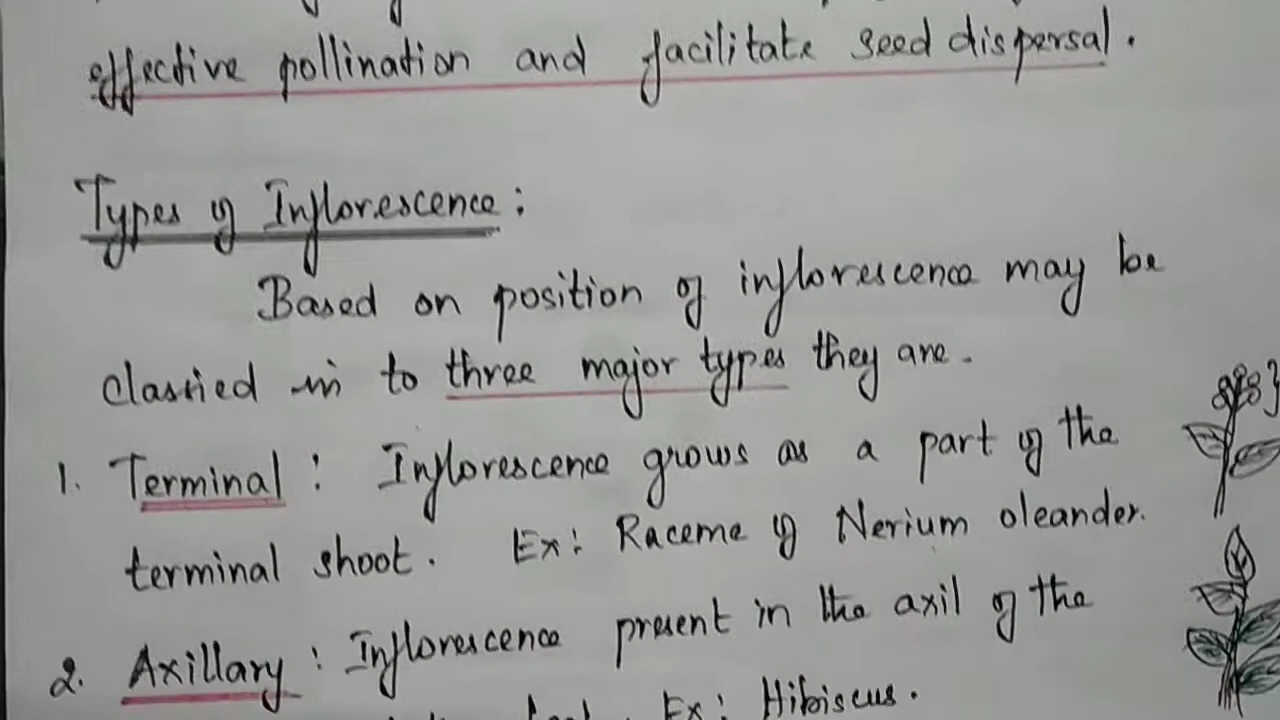 effective pollination and facilitate seed dispersal.
Types of Inflorescence :
Based on position of inflorescence may be
classied in to three major types they are.
1. Terminal : Inflorescence grows as a part of the
terminal shoot. Ex: Raceme of Nerium oleander.
2. Axillary : Inflorescence present in the axil of the
Ex: Hibiscus.